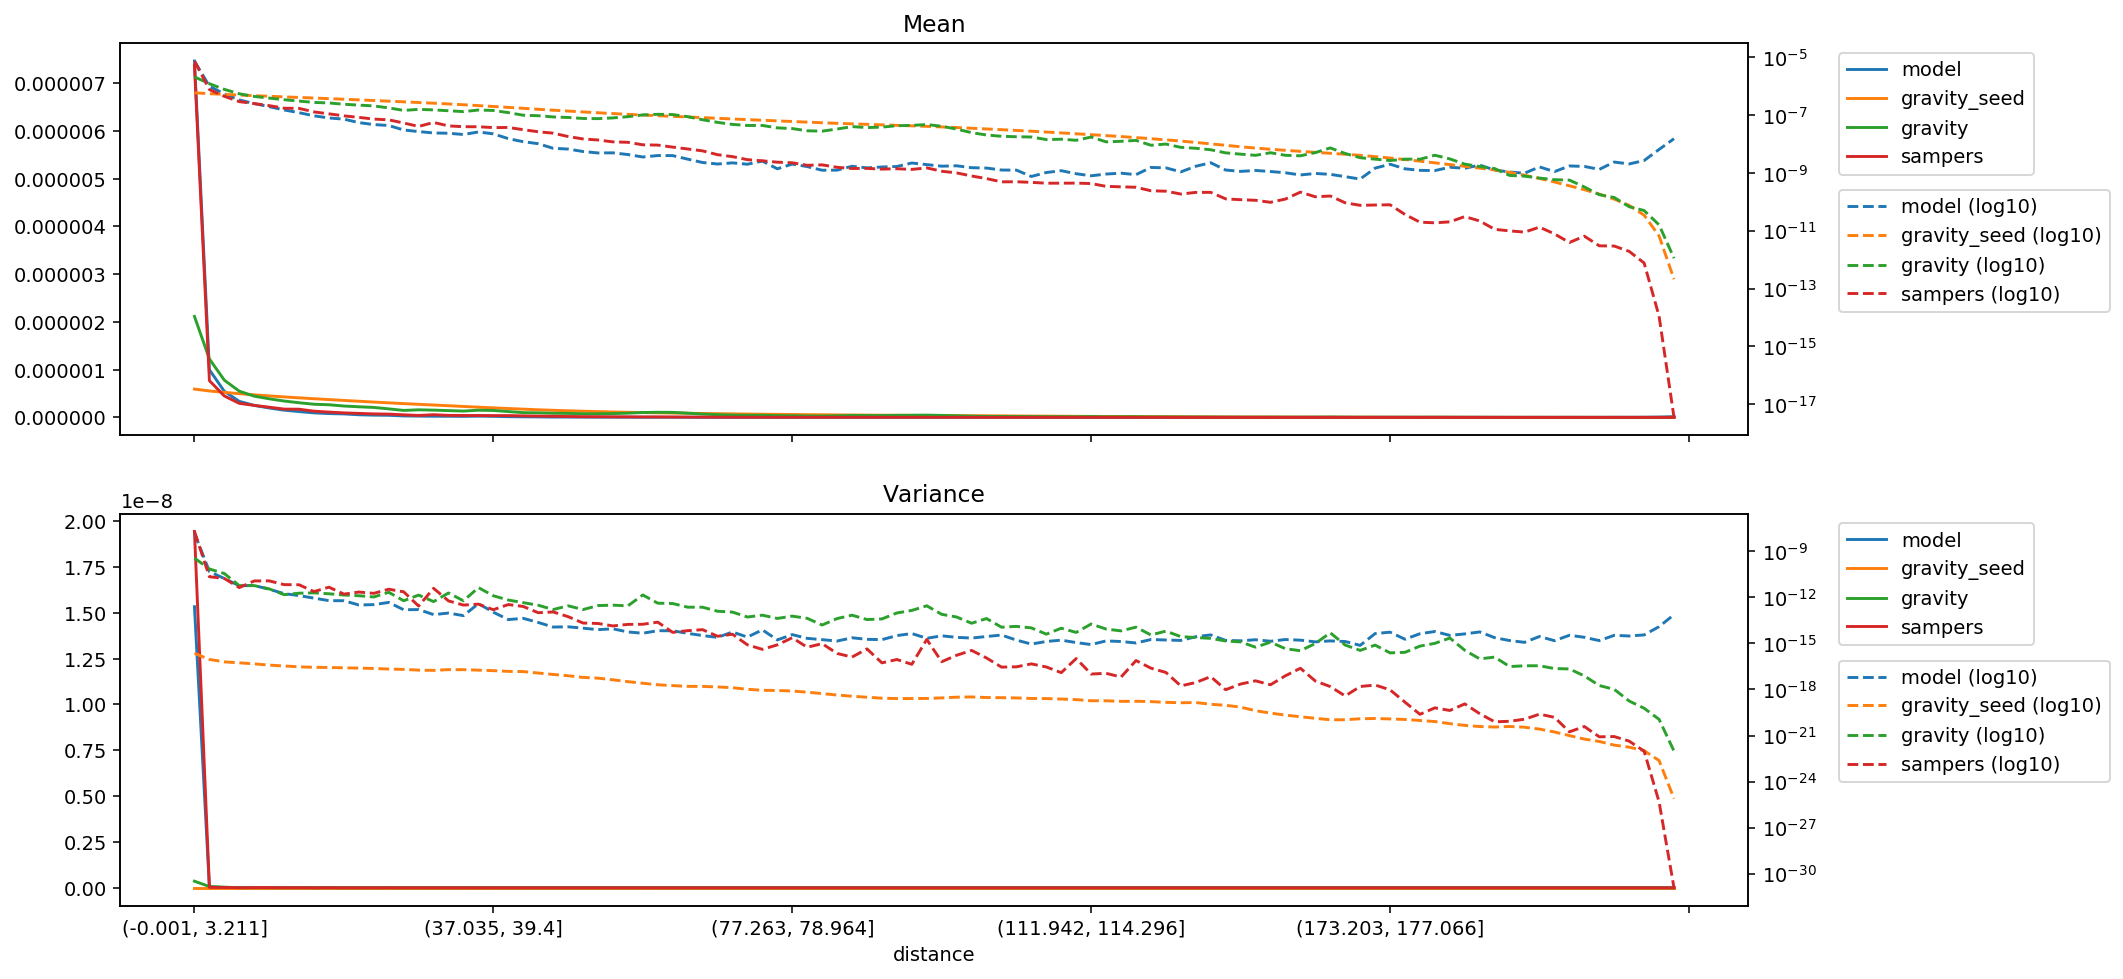 Mean
0.000007
0.000006
0.000005
0.000004
0.000003
0.000002
0.000001
0.000000
10⁻⁵
10⁻⁷
10⁻⁹
10⁻¹¹
10⁻¹³
10⁻¹⁵
10⁻¹⁷
model
gravity_seed
gravity
sampers
model (log10)
gravity_seed (log10)
gravity (log10)
sampers (log10)
Variance
1e−8
2.00
1.75
1.50
1.25
1.00
0.75
0.50
0.25
0.00
10⁻⁹
10⁻¹²
10⁻¹⁵
10⁻¹⁸
10⁻²¹
10⁻²⁴
10⁻²⁷
10⁻³⁰
model
gravity_seed
gravity
sampers
model (log10)
gravity_seed (log10)
gravity (log10)
sampers (log10)
(-0.001, 3.211] (37.035, 39.4] (77.263, 78.964] (111.942, 114.296] (173.203, 177.066]
distance